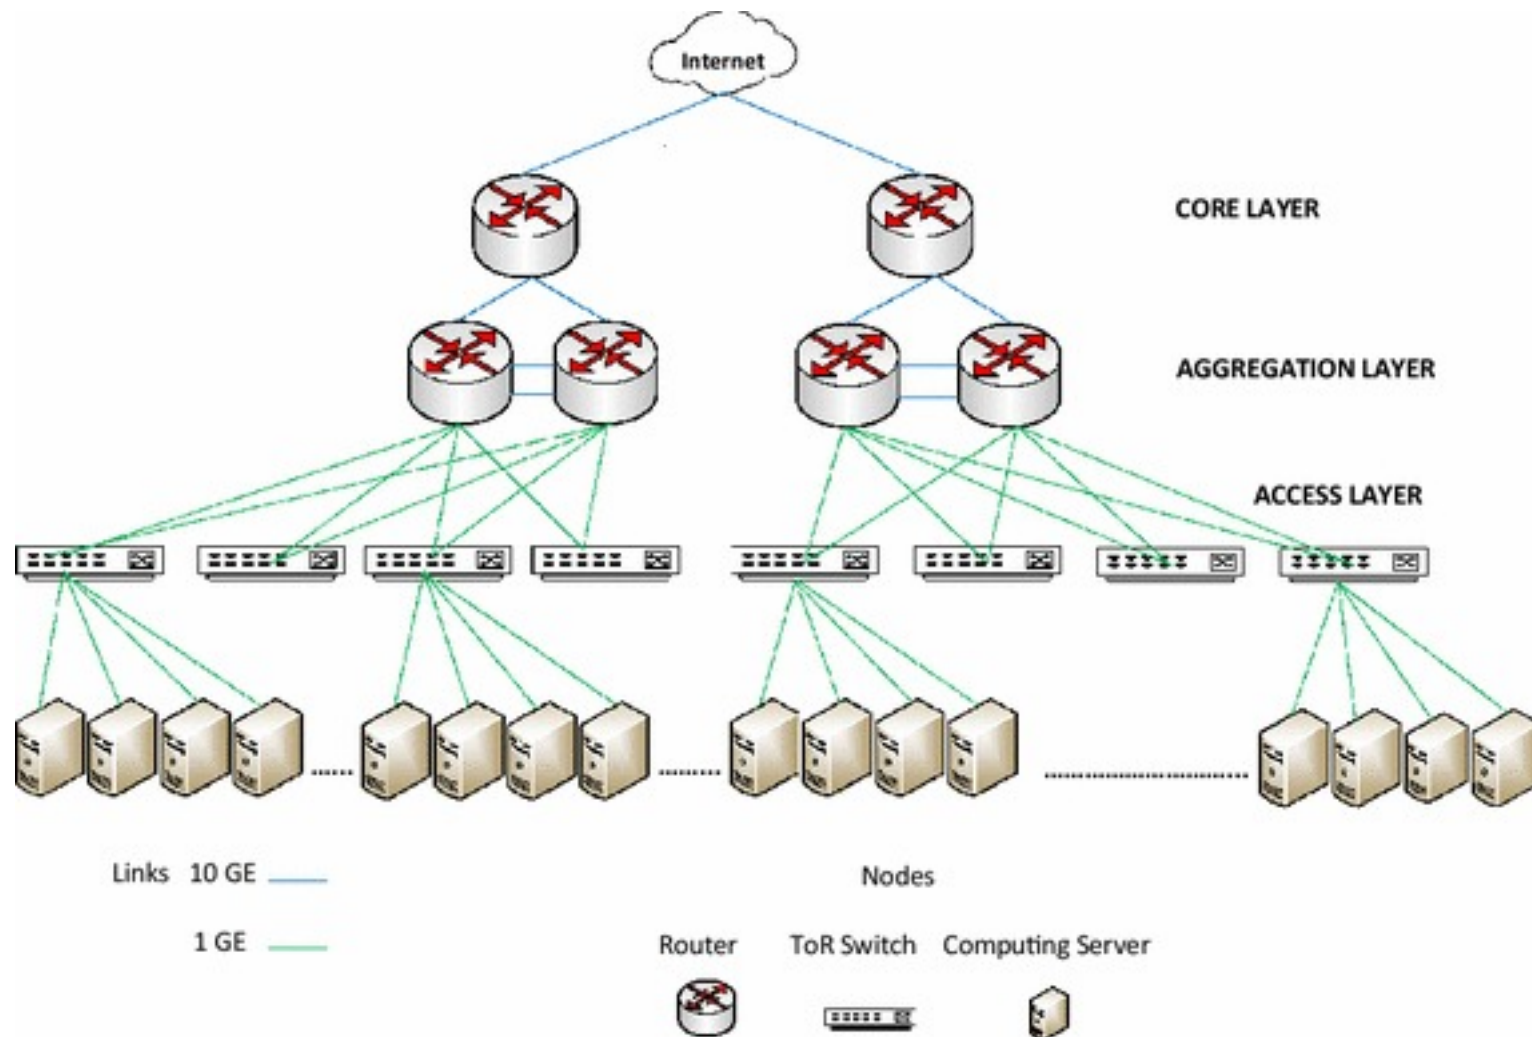 Internet
CORE LAYER
AGGREGATION LAYER
ACCESS LAYER
Links 10 GE
Nodes
1 GE
Router ToR Switch Computing Server